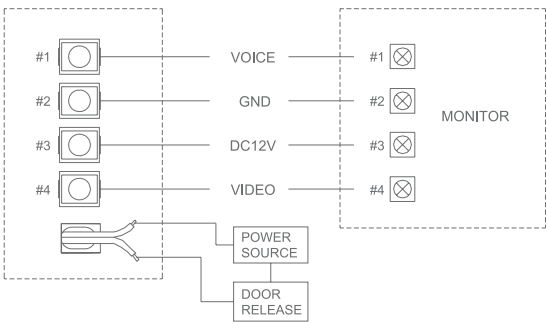 #1 VOICE #1
#2 GND #2
MONITOR
#3 DC12V #3
#4 VIDEO #4
POWER
SOURCE
DOOR
RELEASE